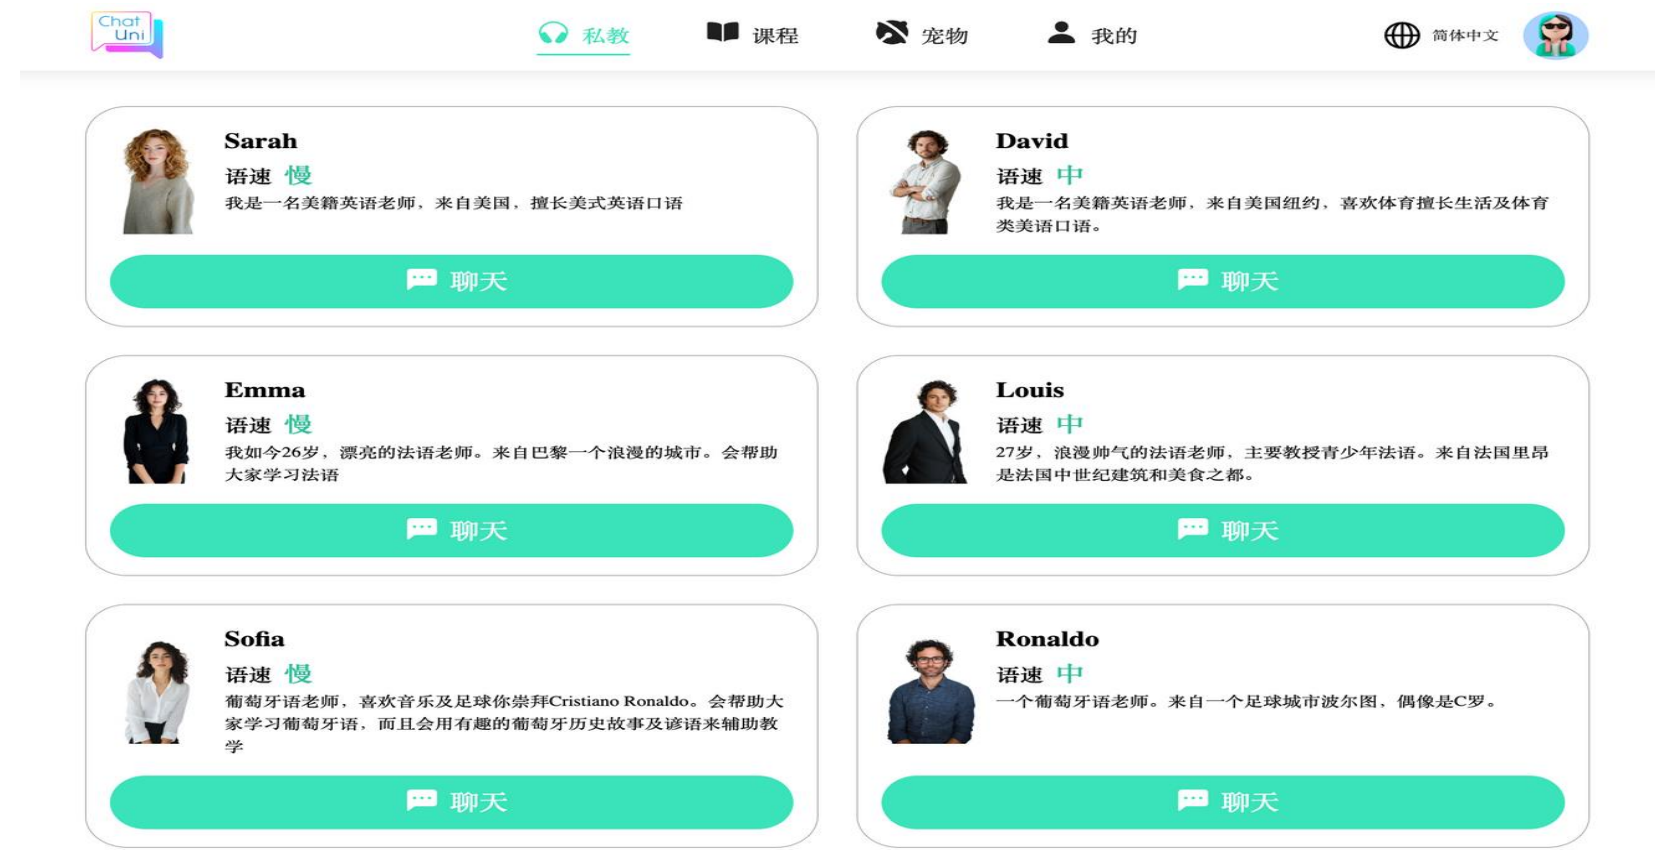 Chat
Uni
私教
课程
宠物
我的
简体中文
Sarah
语速 慢
我是一名美籍英语老师，来自美国，擅长美式英语口语
聊天
David
语速 中
我是一名美籍英语老师，来自美国纽约，喜欢体育擅长生活及体育
类美语口语。
聊天
Emma
语速 慢
我如今26岁，漂亮的法语老师。来自巴黎一个浪漫的城市。会帮助
大家学习法语
聊天
Louis
语速 中
27岁，浪漫帅气的法语老师，主要教授青少年法语。来自法国里昂
是法国中世纪建筑和美食之都。
聊天
Sofia
语速 慢
葡萄牙语老师，喜欢音乐及足球你崇拜Cristiano Ronaldo。会帮助大
家学习葡萄牙语，而且会用有趣的葡萄牙历史故事及谚语来辅助教
学
聊天
Ronaldo
语速 中
一个葡萄牙语老师。来自一个足球城市波尔图，偶像是C罗。
聊天